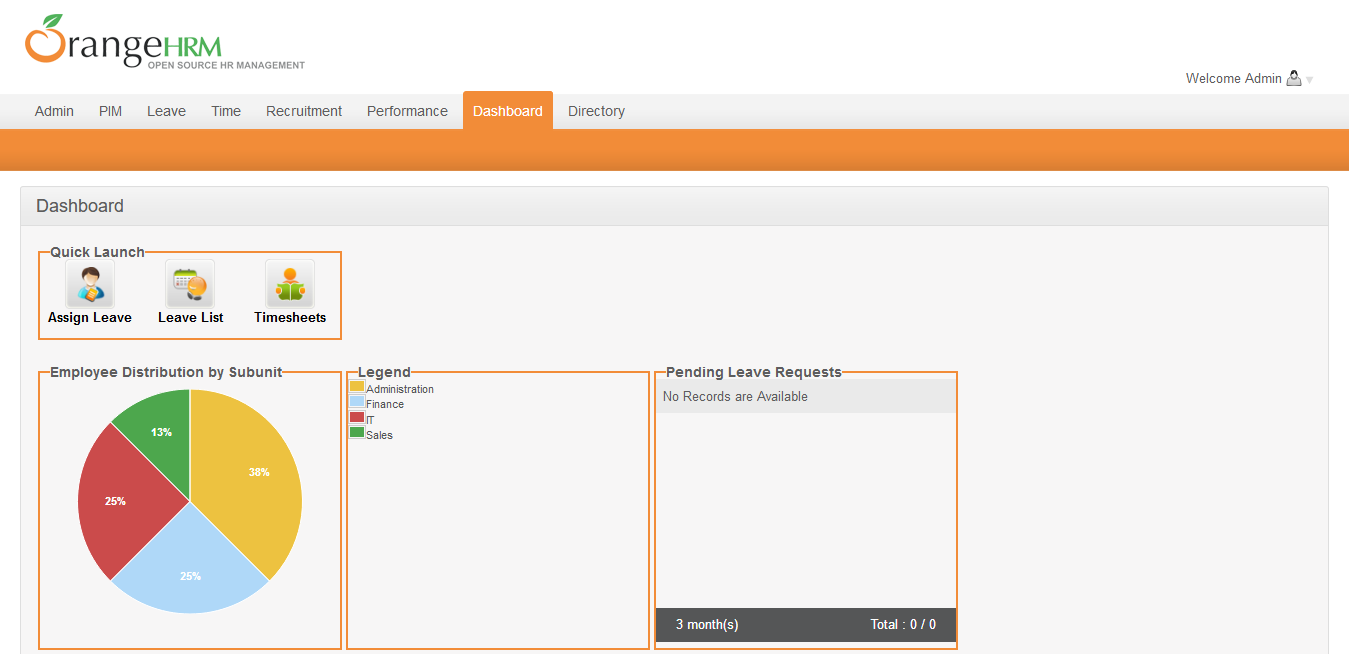 OrangeHRM
OPEN SOURCE HR MANAGEMENT
Welcome Admin
Admin PIM Leave Time Recruitment Performance Dashboard Directory
Dashboard
Quick Launch
Assign Leave Leave List Timesheets
Employee Distribution by Subunit
13%
38%
25%
25%
Legend
Administration
Finance
IT
Sales
Pending Leave Requests
No Records are Available
3 month(s) Total : 0 / 0